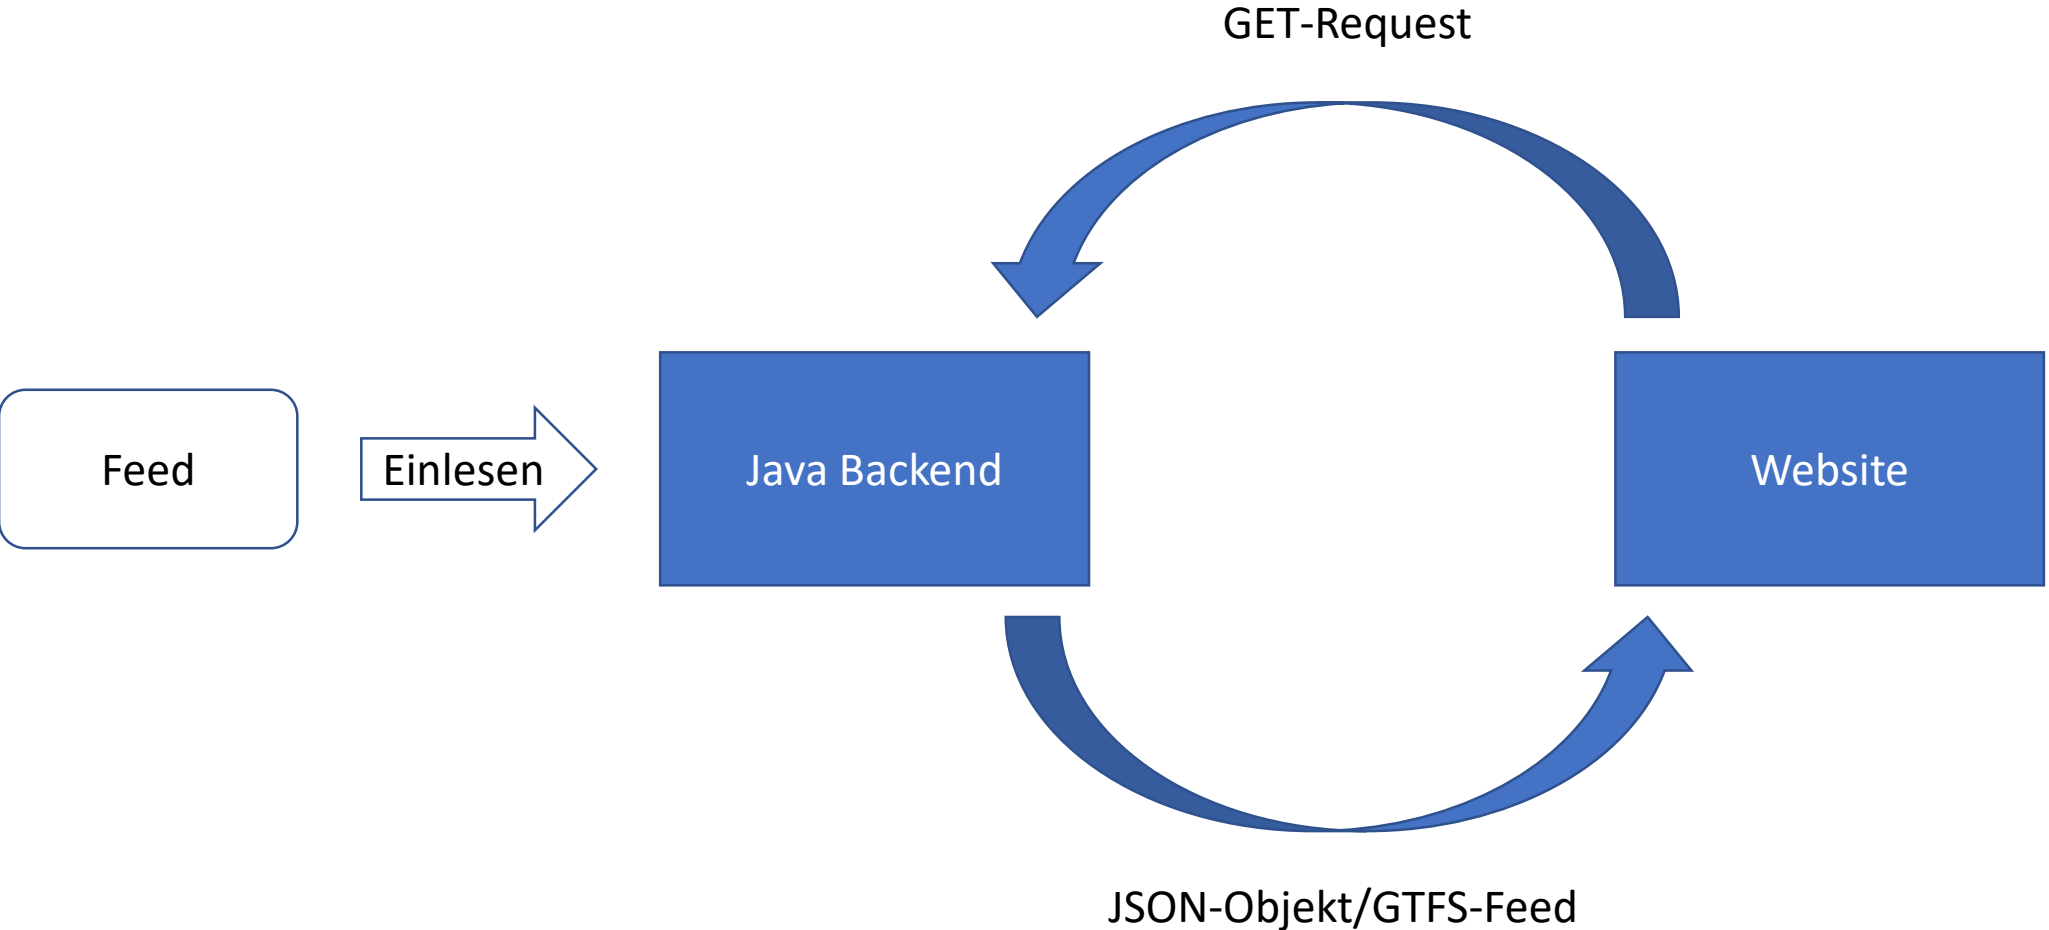 GET-Request
Feed
Einlesen
Java Backend
Website
JSON-Objekt/GTFS-Feed